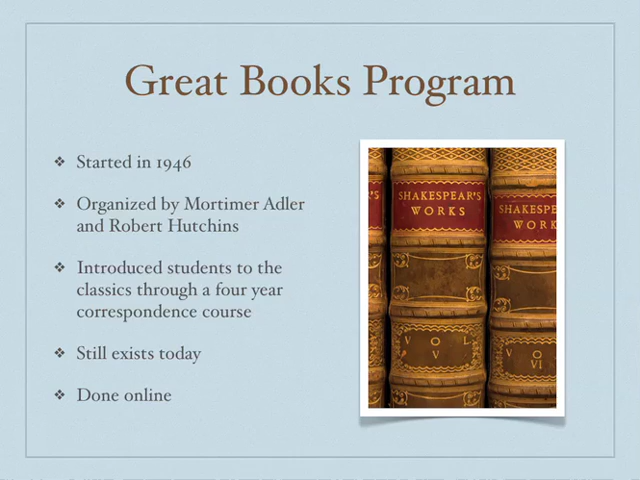 Great Books Program
Started in 1946
Organized by Mortimer Adler
and Robert Hutchins
Introduced students to the
classics through a four year
correspondence course
Still exists today
Done online
'S
SHAKESPEAR'S
WORKS
VOL
V
SHAKESPE
WORK
VO
VI